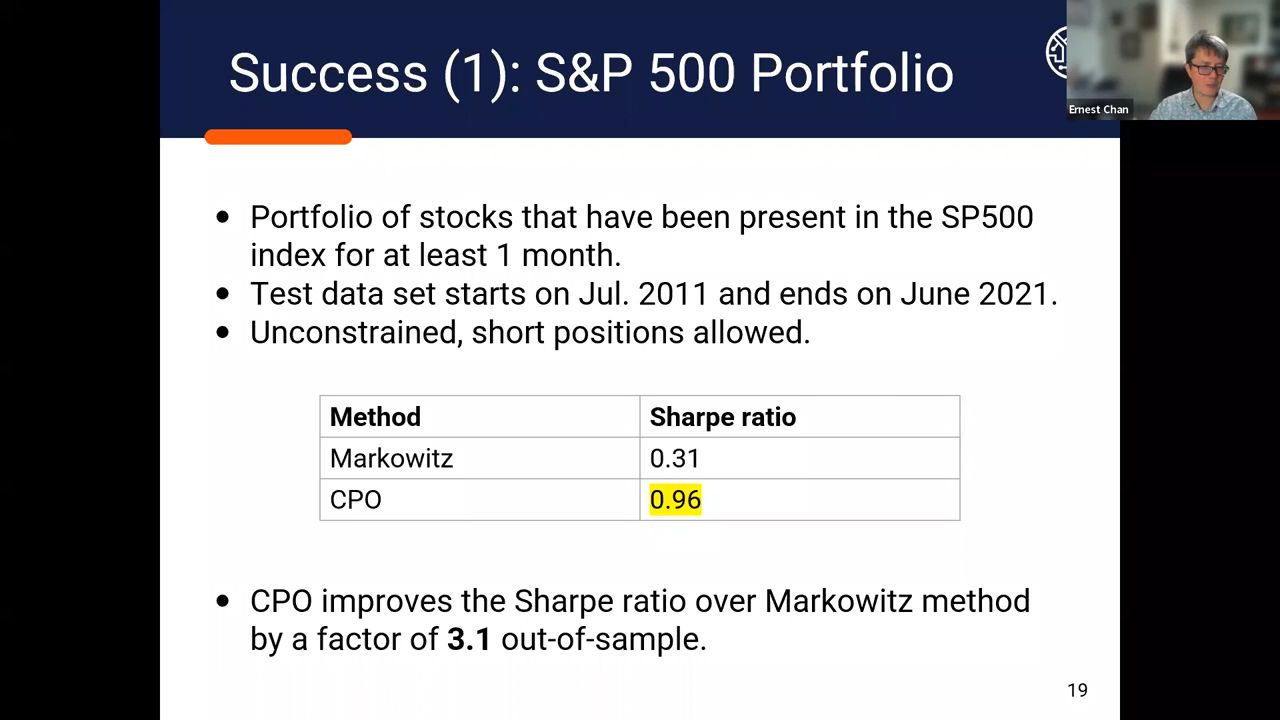 Success (1): S&P 500 Portfolio
Ernest Chan
• Portfolio of stocks that have been present in the SP500
index for at least 1 month.
• Test data set starts on Jul. 2011 and ends on June 2021.
• Unconstrained, short positions allowed.
Method Sharpe ratio
Markowitz 0.31
CPO 0.96
• CPO improves the Sharpe ratio over Markowitz method
by a factor of 3.1 out-of-sample.
19